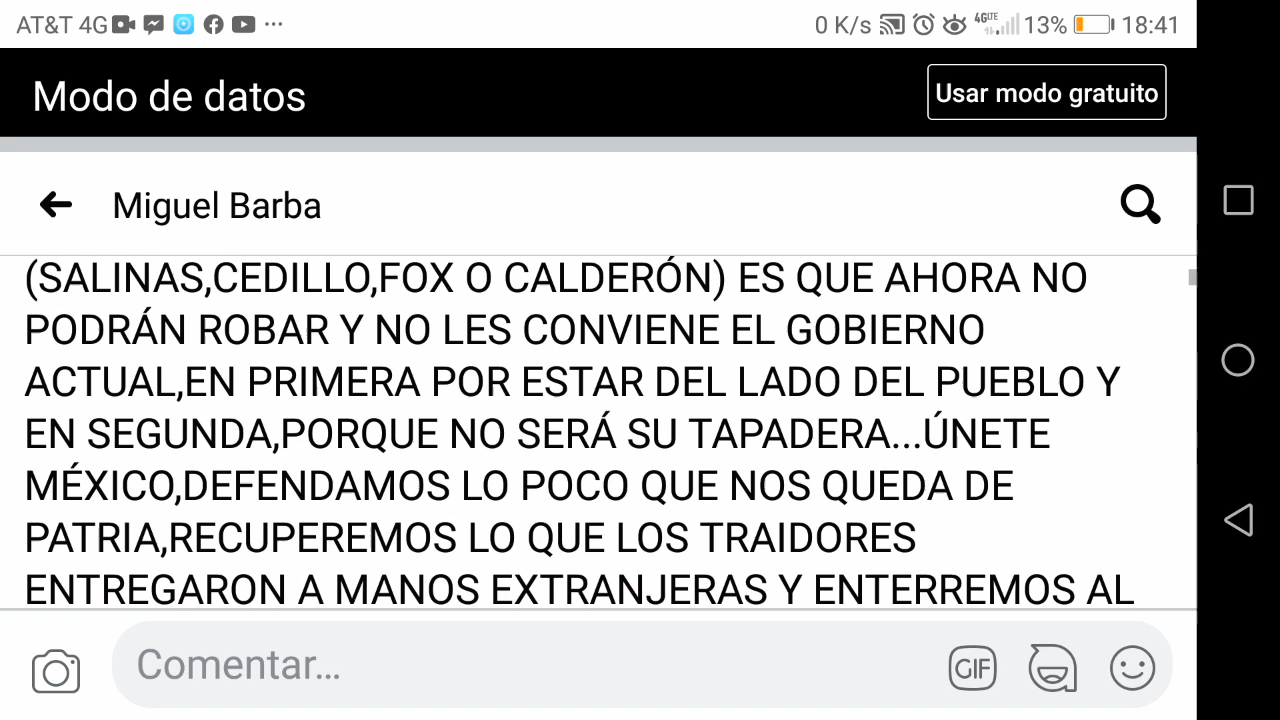 AT&T 4G ... 0 K/s 4G LTE 13% 18:41
Modo de datos
Usar modo gratuito
Miguel Barba
(SALINAS,CEDILLO,FOX O CALDERÓN) ES QUE AHORA NO
PODRÁN ROBAR Y NO LES CONVIENE EL GOBIERNO
ACTUAL,EN PRIMERA POR ESTAR DEL LADO DEL PUEBLO Y
EN SEGUNDA,PORQUE NO SERÁ SU TAPADERA...ÚNETE
MÉXICO,DEFENDAMOS LO POCO QUE NOS QUEDA DE
PATRIA,RECUPEREMOS LO QUE LOS TRAIDORES
ENTREGARON A MANOS EXTRANJERAS Y ENTERREMOS AL
Comentar...
GIF